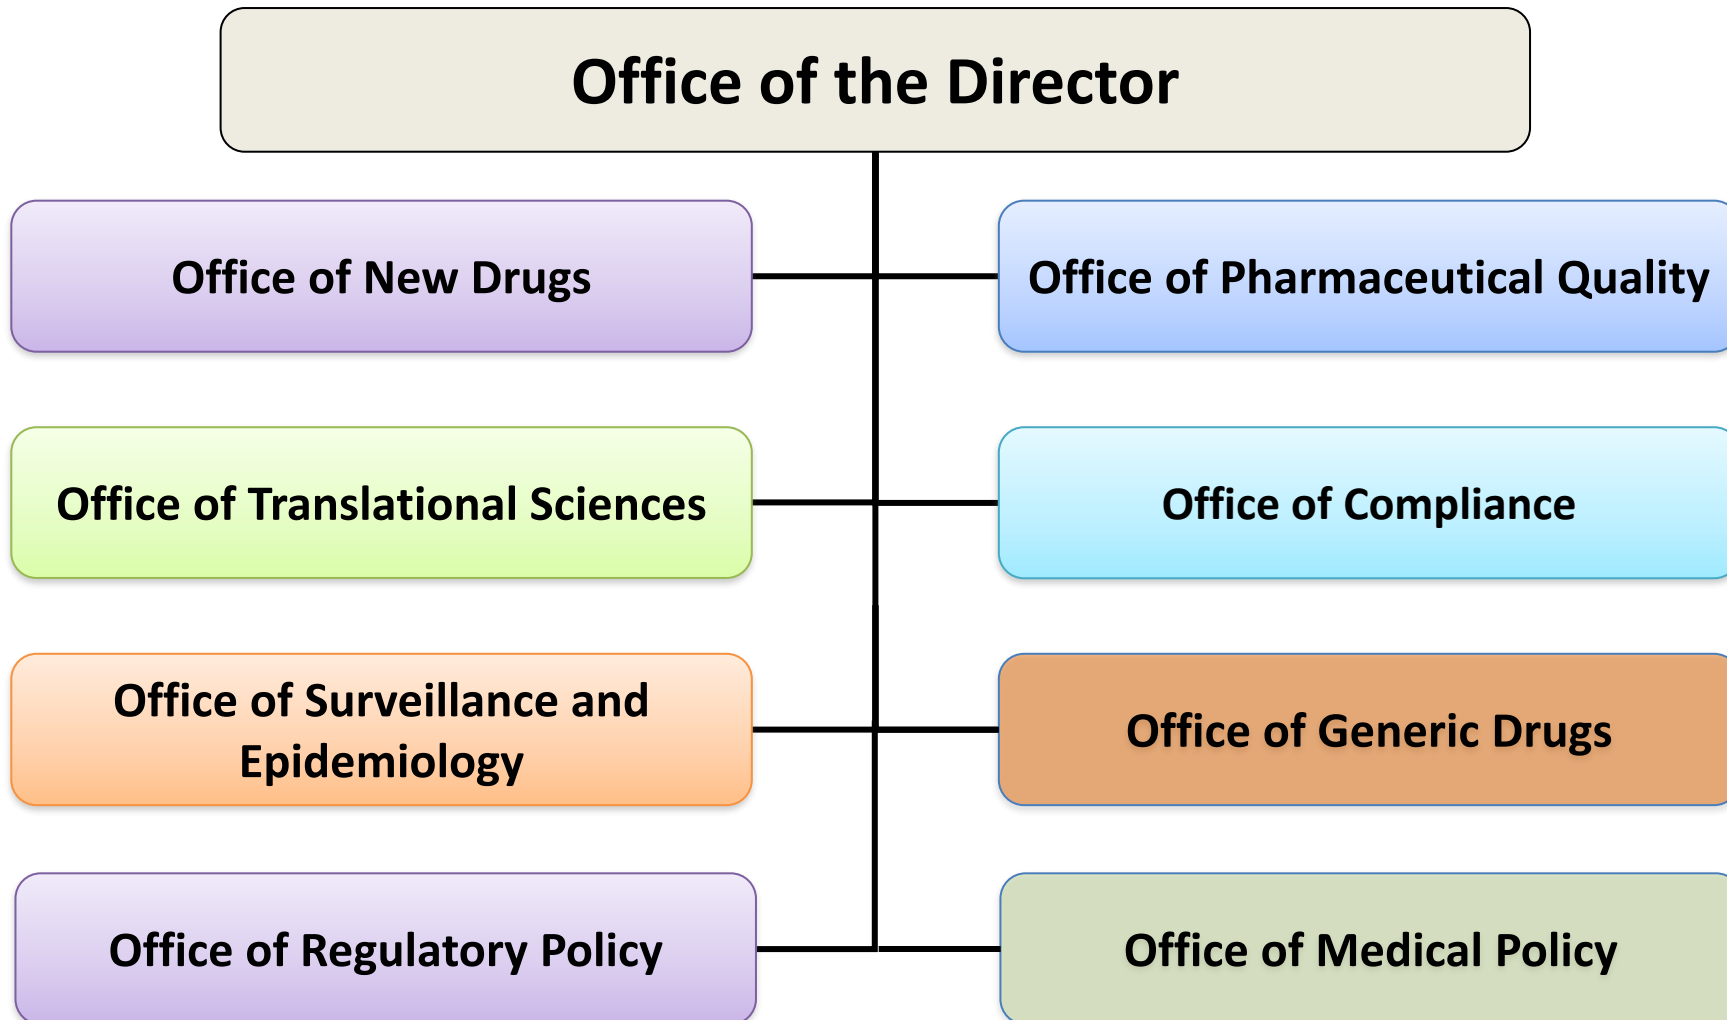 Office of the Director
Office of New Drugs
Office of Pharmaceutical Quality
Office of Translational Sciences
Office of Compliance
Office of Surveillance and
Epidemiology
Office of Generic Drugs
Office of Regulatory Policy
Office of Medical Policy